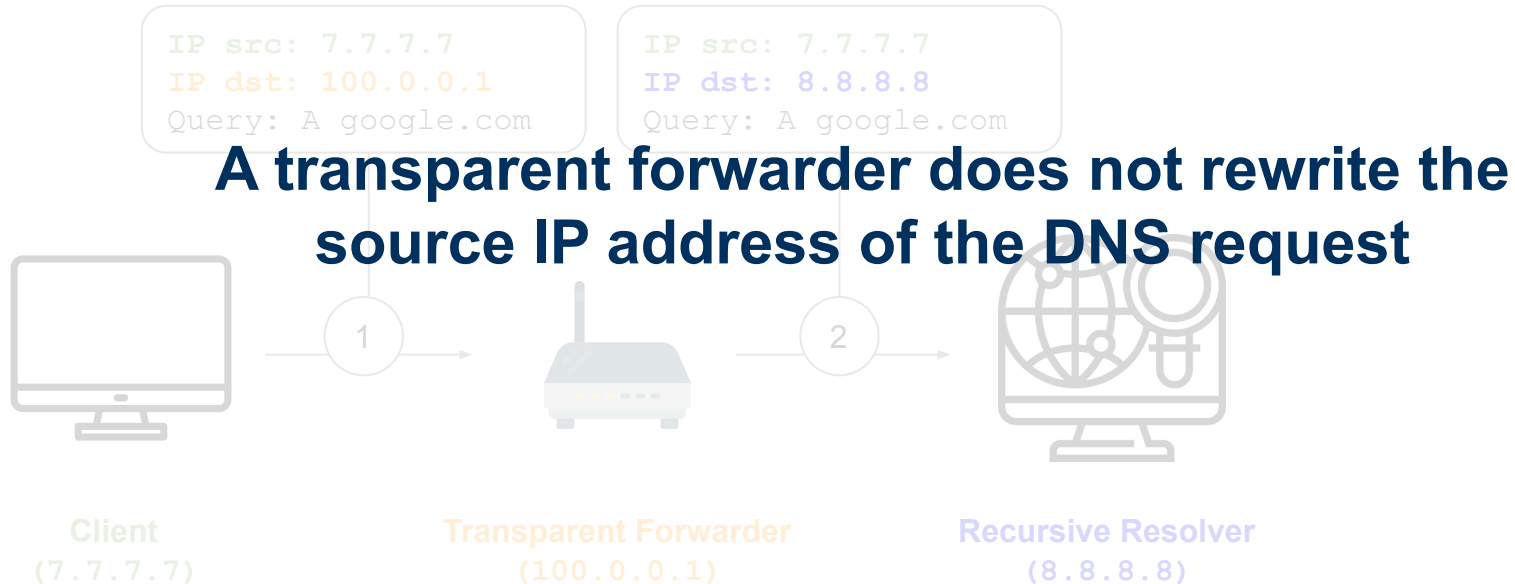 IP src: 7.7.7.7
IP dst: 100.0.0.1
Query: A google.com
IP src: 7.7.7.7
IP dst: 8.8.8.8
Query: A google.com
A transparent forwarder does not rewrite the
source IP address of the DNS request
1
2
Client
(7.7.7.7)
Transparent Forwarder
(100.0.0.1)
Recursive Resolver
(8.8.8.8)